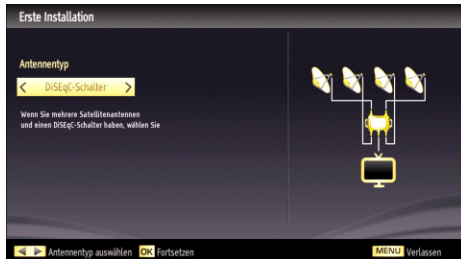 Erste Installation
Antennentyp
DiSEqC-Schalter
Wenn Sie mehrere Satellitenantennen
und einen DiSEqC-Schalter haben, wählen Sie
Antennentyp auswählen OK Fortsetzen
MENU Verlassen